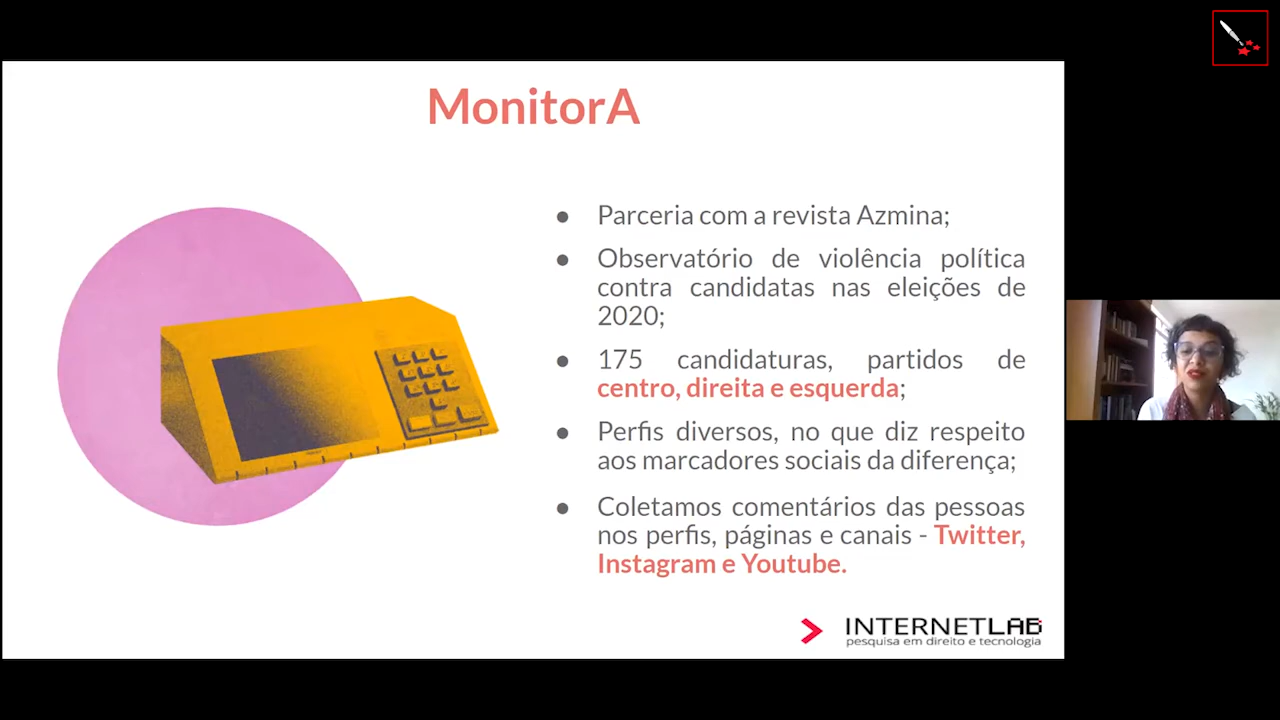 MonitorA
● Parceria com a revista Azmina;
● Observatório de violência política
contra candidatas nas eleições de
2020;
● 175 candidaturas, partidos de
centro, direita e esquerda;
● Perfis diversos, no que diz respeito
aos marcadores sociais da diferença;
● Coletamos comentários das pessoas
nos perfis, páginas e canais - Twitter,
Instagram e Youtube.
INTERNETLAB
pesquisa em direito e tecnologia